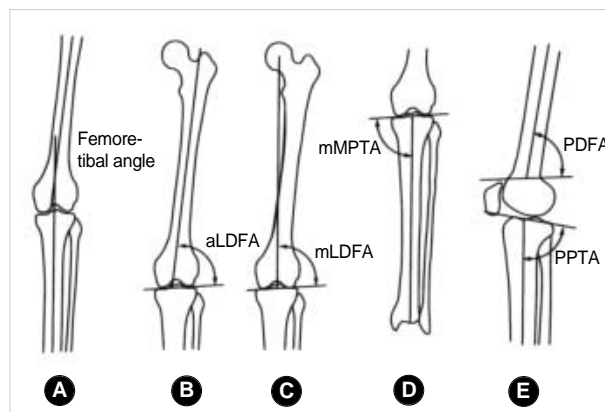 Femore-
tibal angle
aLDFA
mLDFA
mMPTA
PDFA
PPTA
A
B
C
D
E